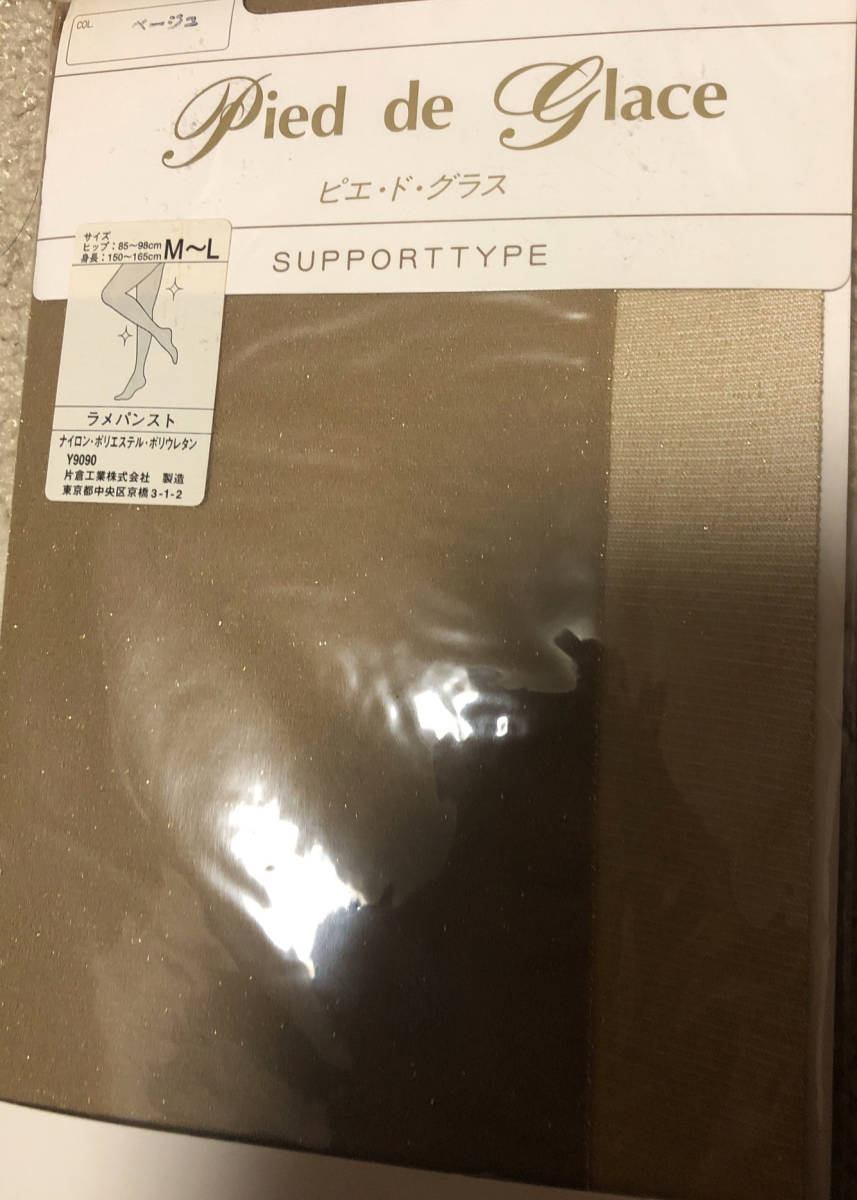 COL
ベージュ
Pied de Glace
ピエ・ド・グラス
SUPPORTTYPE
サイズ
ヒップ：85〜98cm
身長：150〜165cm
M〜L
ラメパンスト
ナイロン・ポリエステル・ポリウレタン
Y9090
片倉工業株式会社 製造
東京都中央区京橋3-1-2